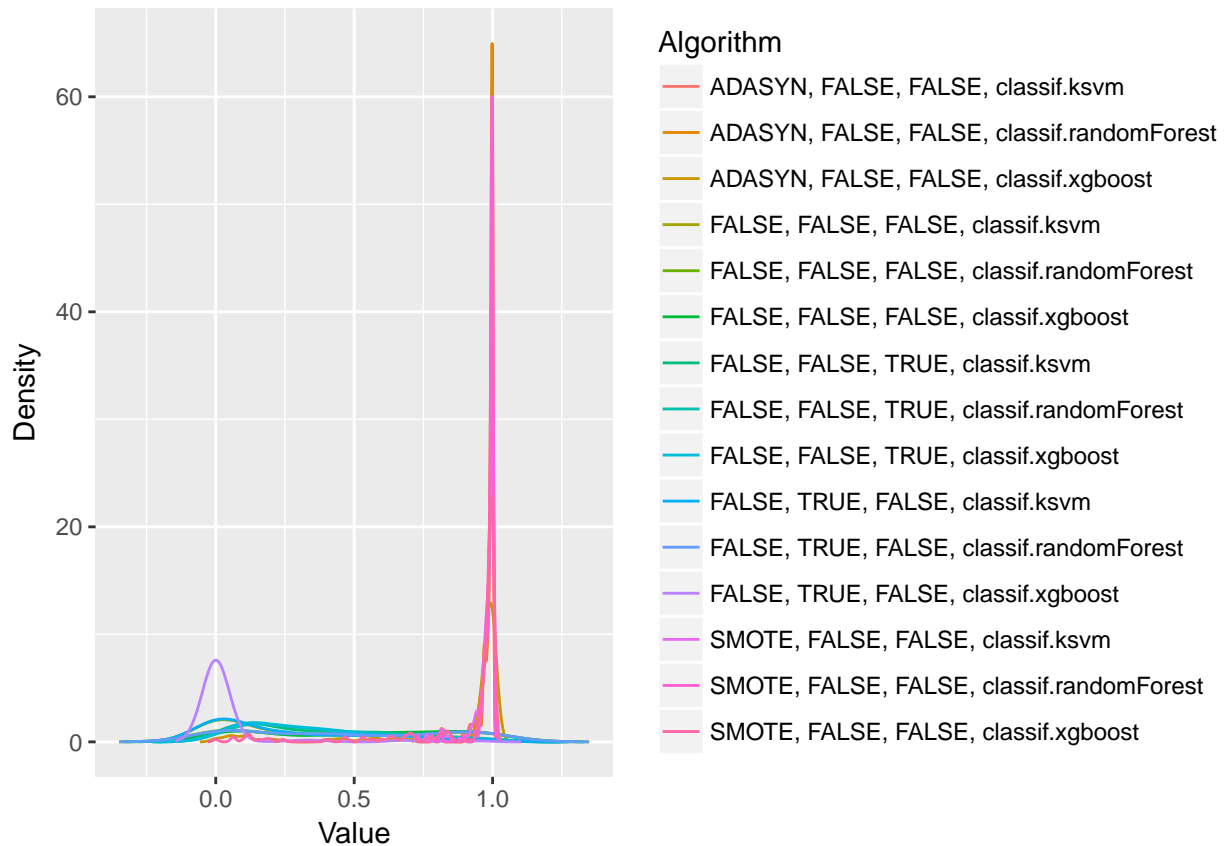 60
40
20
0
Density
0.0
0.5
1.0
Value
Algorithm
ADASYN, FALSE, FALSE, classif.ksvm
ADASYN, FALSE, FALSE, classif.randomForest
ADASYN, FALSE, FALSE, classif.xgboost
FALSE, FALSE, FALSE, classif.ksvm
FALSE, FALSE, FALSE, classif.randomForest
FALSE, FALSE, FALSE, classif.xgboost
FALSE, FALSE, TRUE, classif.ksvm
FALSE, FALSE, TRUE, classif.randomForest
FALSE, FALSE, TRUE, classif.xgboost
FALSE, TRUE, FALSE, classif.ksvm
FALSE, TRUE, FALSE, classif.randomForest
FALSE, TRUE, FALSE, classif.xgboost
SMOTE, FALSE, FALSE, classif.ksvm
SMOTE, FALSE, FALSE, classif.randomForest
SMOTE, FALSE, FALSE, classif.xgboost